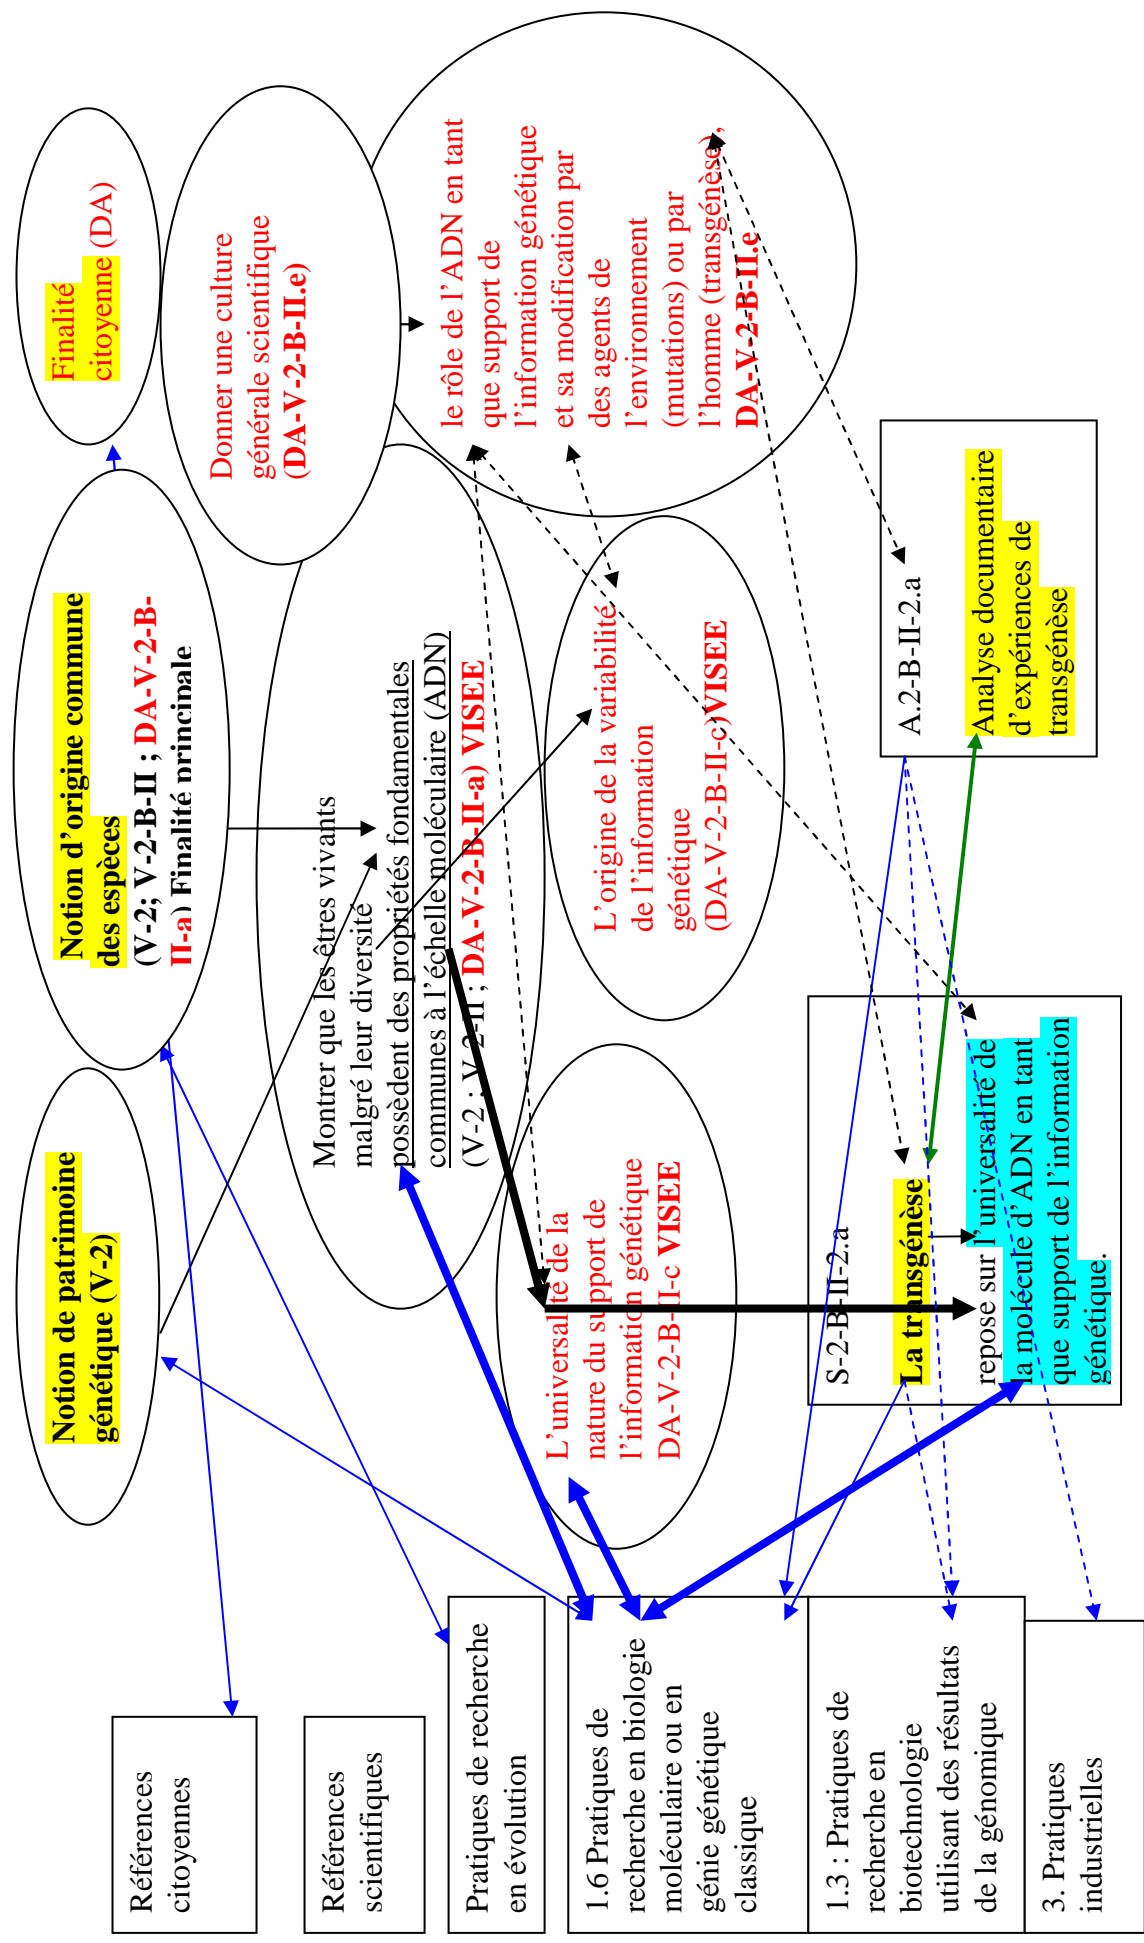 Références
citoyennes
Références
scientifiques
Pratiques de recherche
en évolution
1.6 Pratiques de
recherche en biologie
moléculaire ou en
génie génétique
classique
1.3 : Pratiques de
recherche en
biotechnologie
utilisant des résultats
de la génomique
3. Pratiques
industrielles
Notion de patrimoine
génétique (V-2)
Notion d’origine commune
des espèces
(V-2; V-2-B-II ; DA-V-2-B-
II-a) Finalité principale
Finalité
citoyenne (DA)
Donner une culture
générale scientifique
(DA-V-2-B-II.e)
Montrer que les êtres vivants
malgré leur diversité
possèdent des propriétés fondamentales
communes à l’échelle moléculaire (ADN)
(V-2 ; V-2-II ; DA-V-2-B-II-a) VISEE
le rôle de l’ADN en tant
que support de
l’information génétique
et sa modification par
des agents de
l’environnement
(mutations) ou par
l’homme (transgénèse),
DA-V-2-B-II.e
L’universalité de la
nature du support de
l’information génétique
DA-V-2-B-II-c VISEE
L’origine de la variabilité
de l’information
génétique
(DA-V-2-B-II-c) VISEE
S-2-B-II-2.a
La transgénèse
repose sur l’universalité de
la molécule d’ADN en tant
que support de l’information
génétique.
A.2-B-II-2.a
Analyse documentaire
d’expériences de
transgénèse